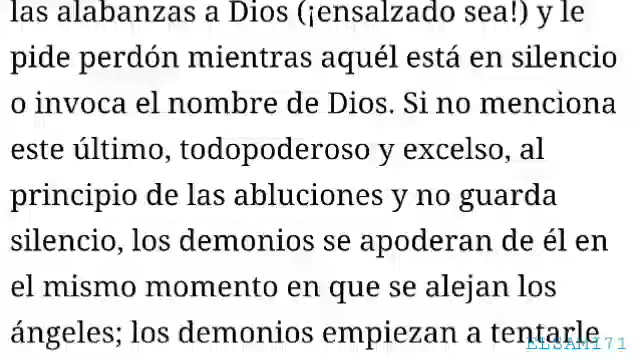 las alabanzas a Dios (¡ensalzado sea!) y le
pide perdón mientras aquél está en silencio
o invoca el nombre de Dios. Si no menciona
este último, todopoderoso y excelso, al
principio de las abluciones y no guarda
silencio, los demonios se apoderan de él en
el mismo momento en que se alejan los
ángeles; los demonios empiezan a tentarle
ELSAMI71